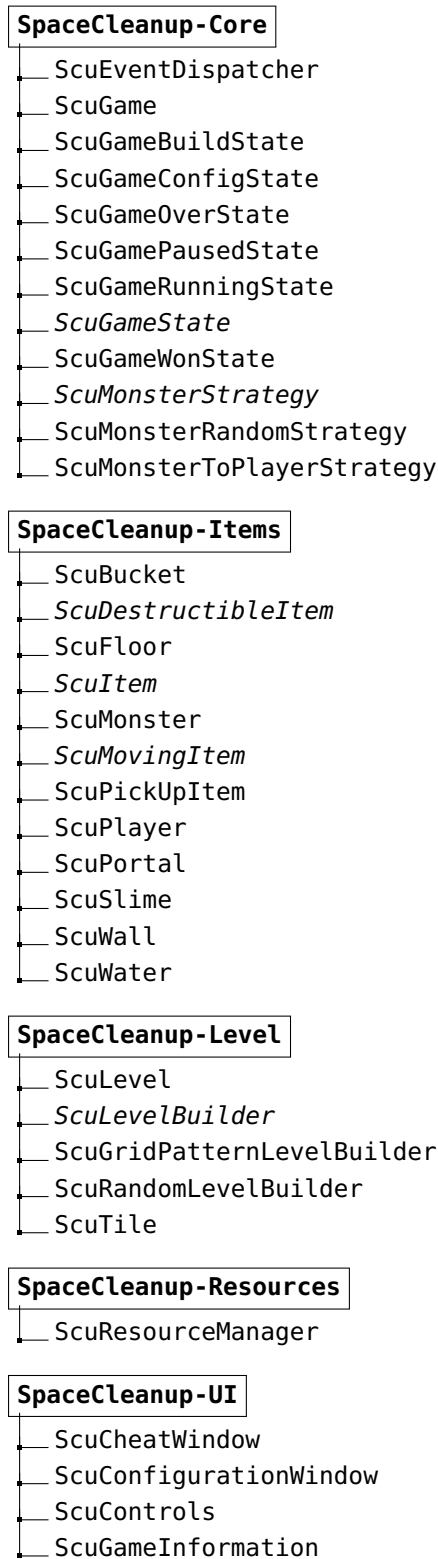 SpaceCleanup-Core
ScuEventDispatcher
ScuGame
ScuGameBuildState
ScuGameConfigState
ScuGameOverState
ScuGamePausedState
ScuGameRunningState
ScuGameState
ScuGameWonState
ScuMonsterStrategy
ScuMonsterRandomStrategy
ScuMonsterToPlayerStrategy
SpaceCleanup-Items
ScuBucket
ScuDestructibleItem
ScuFloor
ScuItem
ScuMonster
ScuMovingItem
ScuPickUpItem
ScuPlayer
ScuPortal
ScuSlime
ScuWall
ScuWater
SpaceCleanup-Level
ScuLevel
ScuLevelBuilder
ScuGridPatternLevelBuilder
ScuRandomLevelBuilder
ScuTile
SpaceCleanup-Resources
ScuResourceManager
SpaceCleanup-UI
ScuCheatWindow
ScuConfigurationWindow
ScuControls
ScuGameInformation